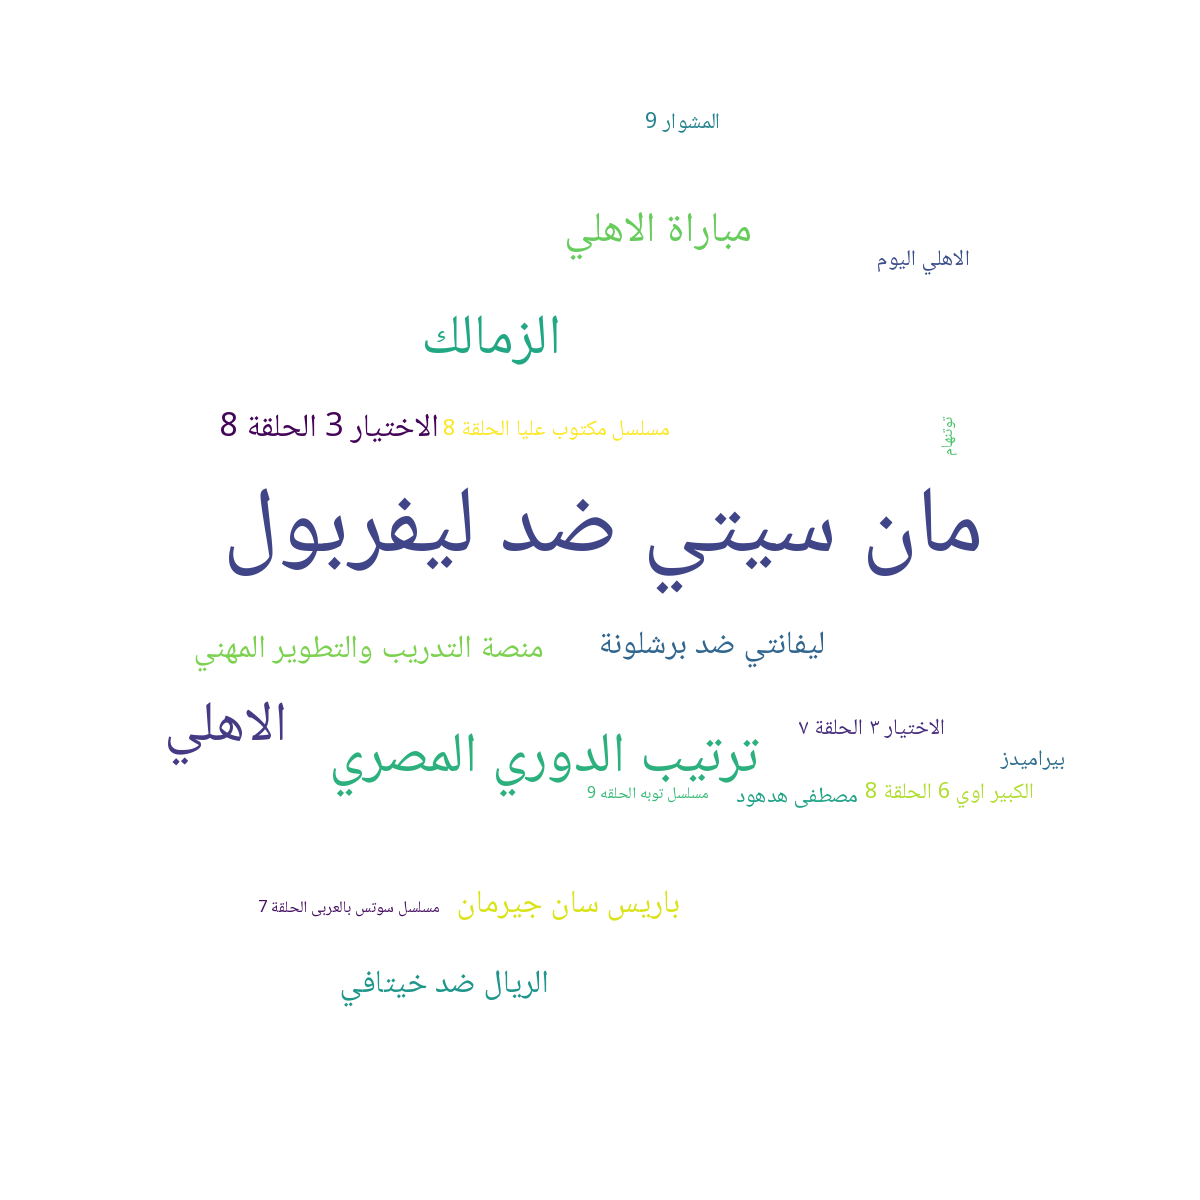 المشوار 9
مباراة الاهلي
الاهلي اليوم
الزمالك
الاختيار 3 الحلقة 8
مسلسل مكتوب عليا الحلقة 8
توتنهام
مان سيتي ضد ليفربول
ليفانتي ضد برشلونة
منصة التدريب والتطوير المهني
الاهلي
الاختيار ٣ الحلقة ٧
ترتيب الدوري المصري
بيراميدز
الكبير اوي 6 الحلقة 8
مصطفى هدهود
مسلسل توبه الحلقه 9
باريس سان جيرمان
مسلسل سوتس بالعربى الحلقة 7
الريال ضد خيتافي